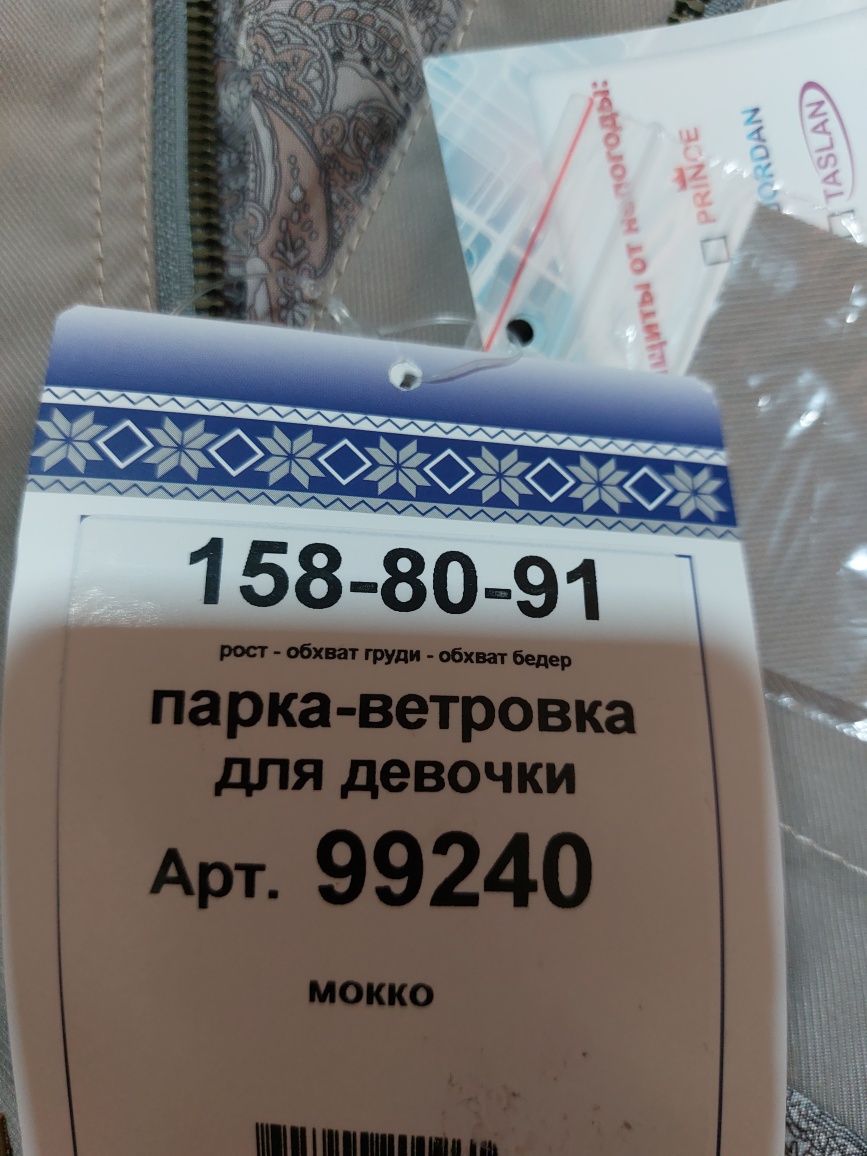 ЩИТЫ ОТ НЕПОГОДЫ:
PRINCE
JORDAN
TASLAN
158-80-91
рост - обхват груди - обхват бедер
парка-ветровка
для девочки
Арт. 99240
мокко